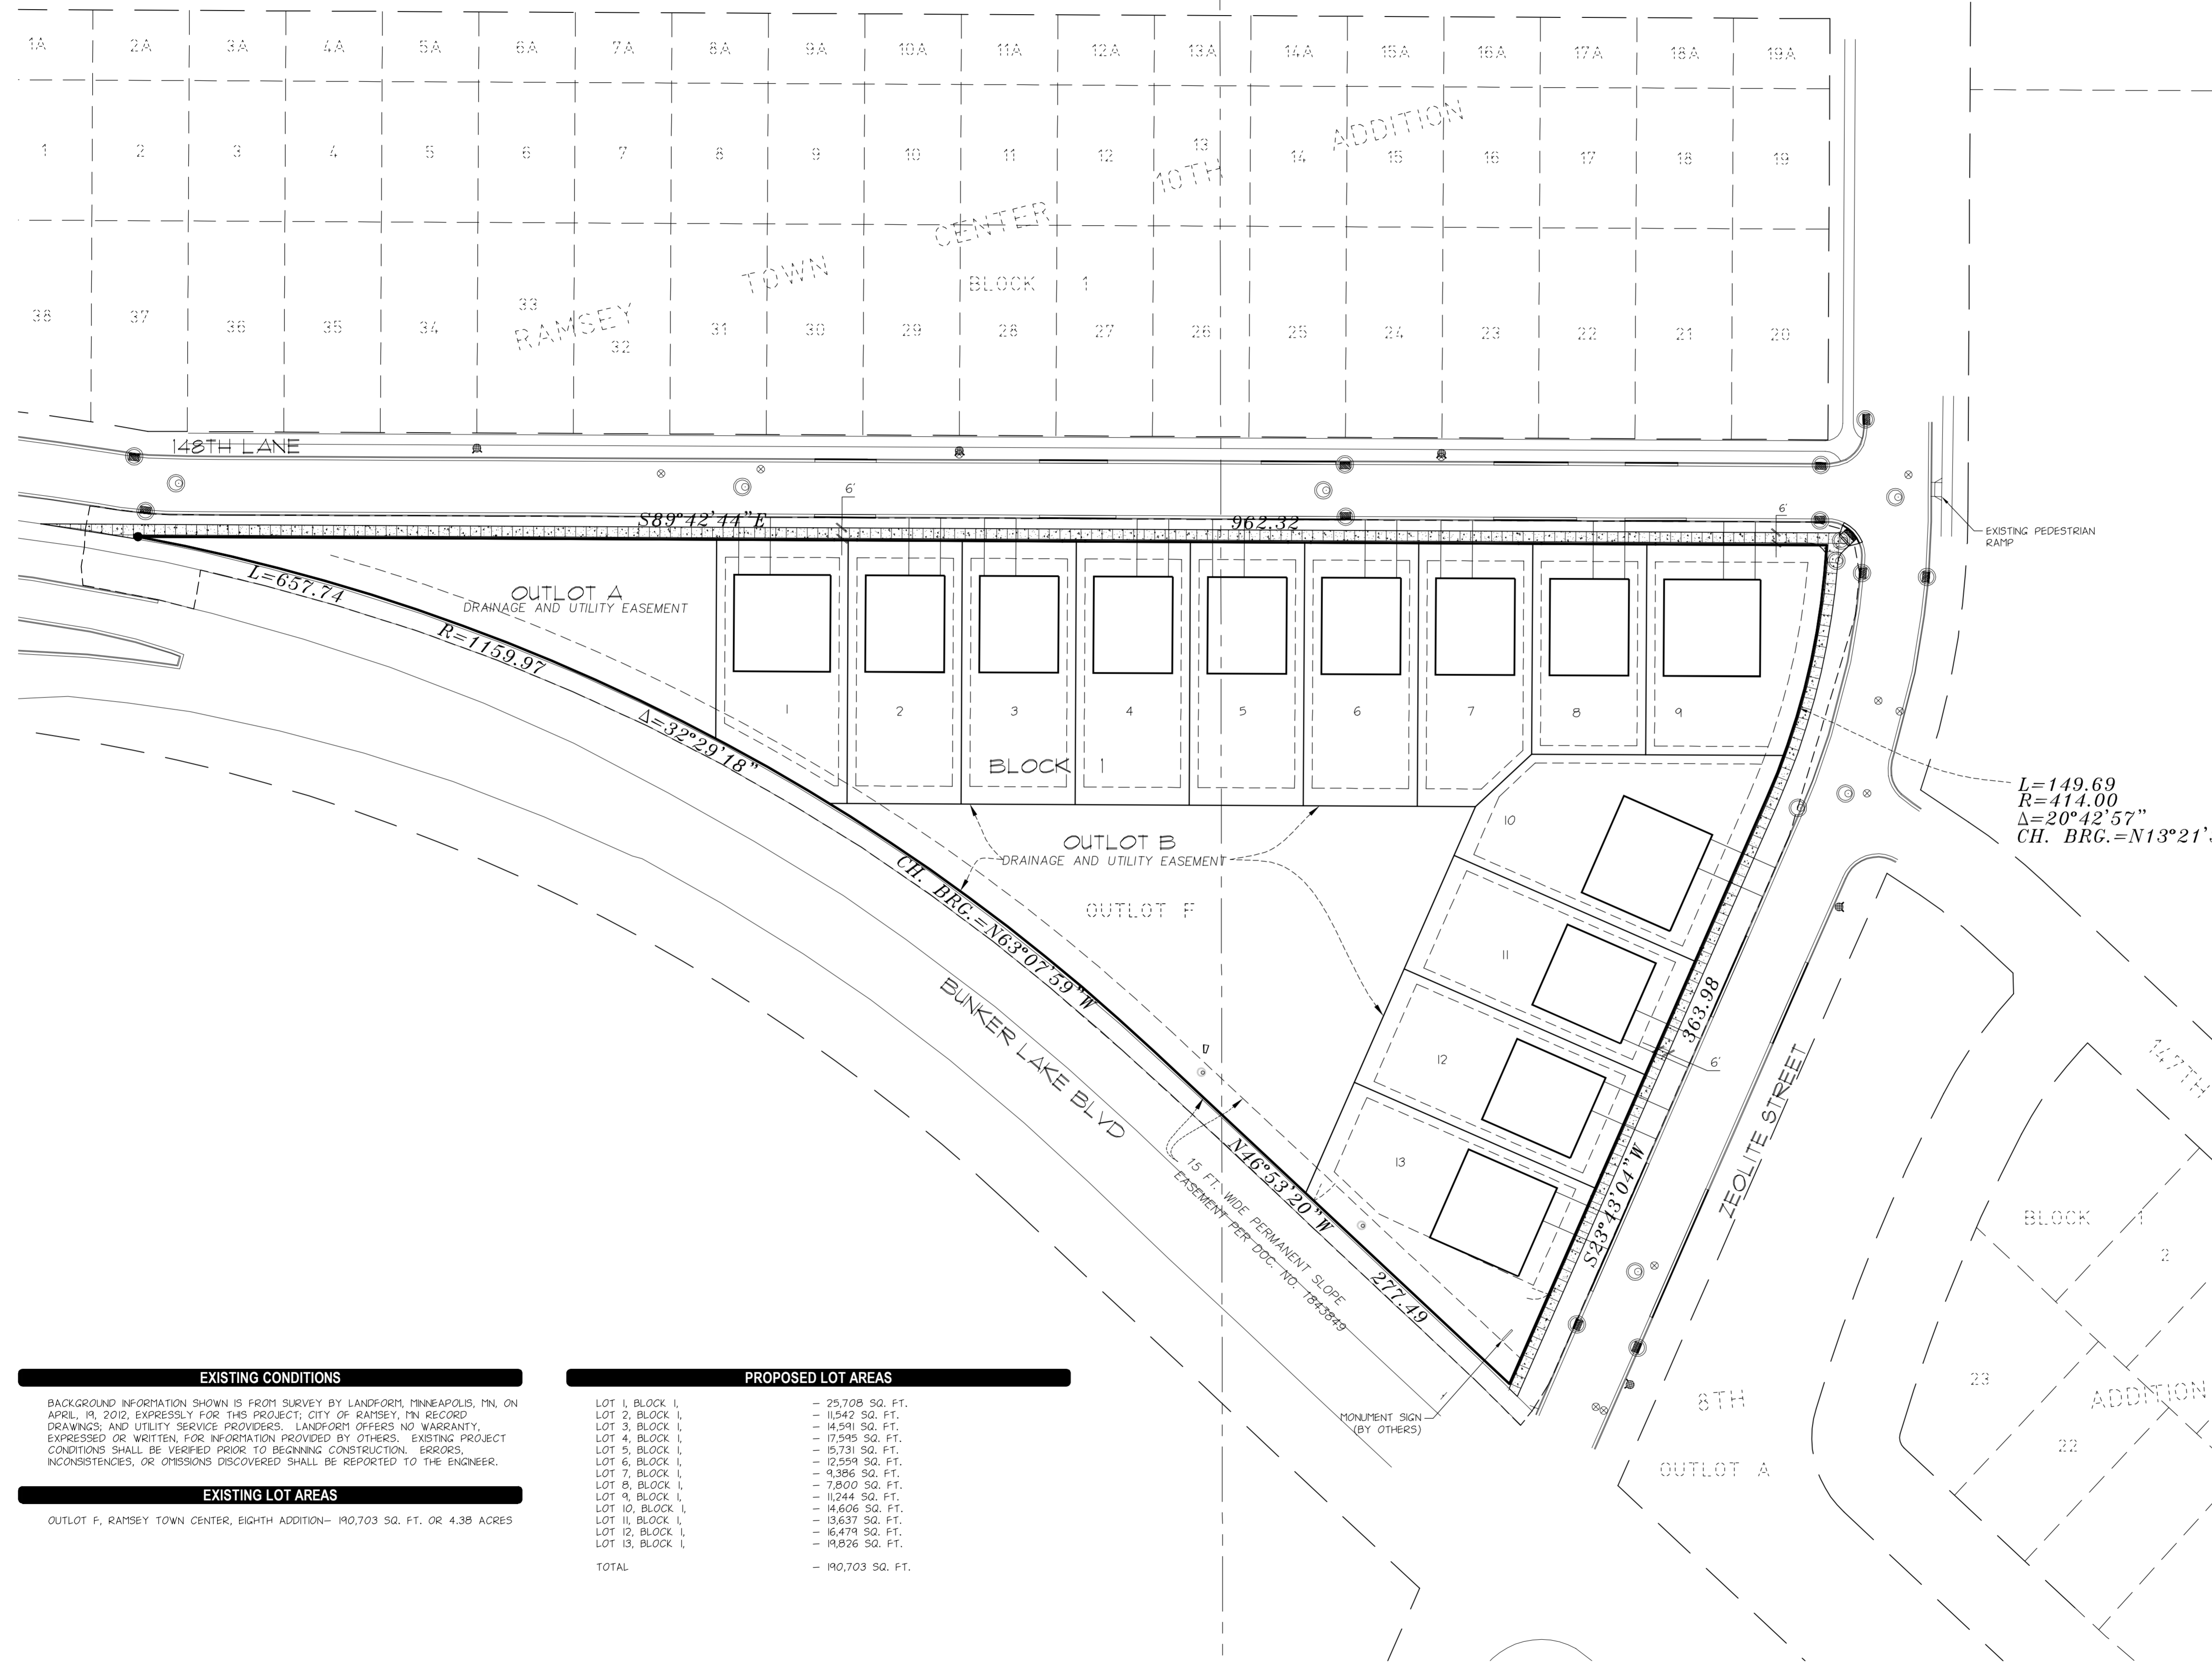 1A 2A 3A 4A 5A 6A 7A 8A 9A 10A 11A 12A 13A 14A 15A 16A 17A 18A 19A
1 2 3 4 5 6 7 8 9 10 11 12 13 14 15 16 17 18 19
38 37 36 35 34 33 32 31 30 29 28 27 26 25 24 23 22 21 20
RAMSEY TOWN CENTER 10TH ADDITION
BLOCK 1
148TH LANE
6'
6'
S89°42'44"E
962.32
EXISTING PEDESTRIAN
RAMP
OUTLOT A
DRAINAGE AND UTILITY EASEMENT
L=657.74
R=1159.97
Δ=32°29'18"
CH. BRG.=N63°07'59"W
1 2 3 4 5 6 7 8 9
BLOCK 1
L=149.69
R=414.00
Δ=20°42'57"
CH. BRG.=N13°21'
10
11
12
13
OUTLOT B
DRAINAGE AND UTILITY EASEMENT
OUTLOT F
BUNKER LAKE BLVD
363.98
6'
S23°43'04"W
ZEOLITE STREET
N46°53'20"W
277.49
15 FT. WIDE PERMANENT SLOPE
EASEMENT PER DOC. NO. 1843849
MONUMENT SIGN
(BY OTHERS)
147TH
BLOCK 1
2
23
22
8TH ADDITION
OUTLOT A
EXISTING CONDITIONS
BACKGROUND INFORMATION SHOWN IS FROM SURVEY BY LANDFORM, MINNEAPOLIS, MN, ON
APRIL, 19, 2012, EXPRESSLY FOR THIS PROJECT; CITY OF RAMSEY, MN RECORD
DRAWINGS; AND UTILITY SERVICE PROVIDERS. LANDFORM OFFERS NO WARRANTY,
EXPRESSED OR WRITTEN, FOR INFORMATION PROVIDED BY OTHERS. EXISTING PROJECT
CONDITIONS SHALL BE VERIFIED PRIOR TO BEGINNING CONSTRUCTION. ERRORS,
INCONSISTENCIES, OR OMISSIONS DISCOVERED SHALL BE REPORTED TO THE ENGINEER.
EXISTING LOT AREAS
OUTLOT F, RAMSEY TOWN CENTER, EIGHTH ADDITION– 190,703 SQ. FT. OR 4.38 ACRES
PROPOSED LOT AREAS
LOT 1, BLOCK 1, – 25,708 SQ. FT.
LOT 2, BLOCK 1, – 11,542 SQ. FT.
LOT 3, BLOCK 1, – 14,591 SQ. FT.
LOT 4, BLOCK 1, – 17,595 SQ. FT.
LOT 5, BLOCK 1, – 15,731 SQ. FT.
LOT 6, BLOCK 1, – 12,559 SQ. FT.
LOT 7, BLOCK 1, – 9,386 SQ. FT.
LOT 8, BLOCK 1, – 7,800 SQ. FT.
LOT 9, BLOCK 1, – 11,244 SQ. FT.
LOT 10, BLOCK 1, – 14,606 SQ. FT.
LOT 11, BLOCK 1, – 13,637 SQ. FT.
LOT 12, BLOCK 1, – 16,479 SQ. FT.
LOT 13, BLOCK 1, – 19,826 SQ. FT.
TOTAL – 190,703 SQ. FT.